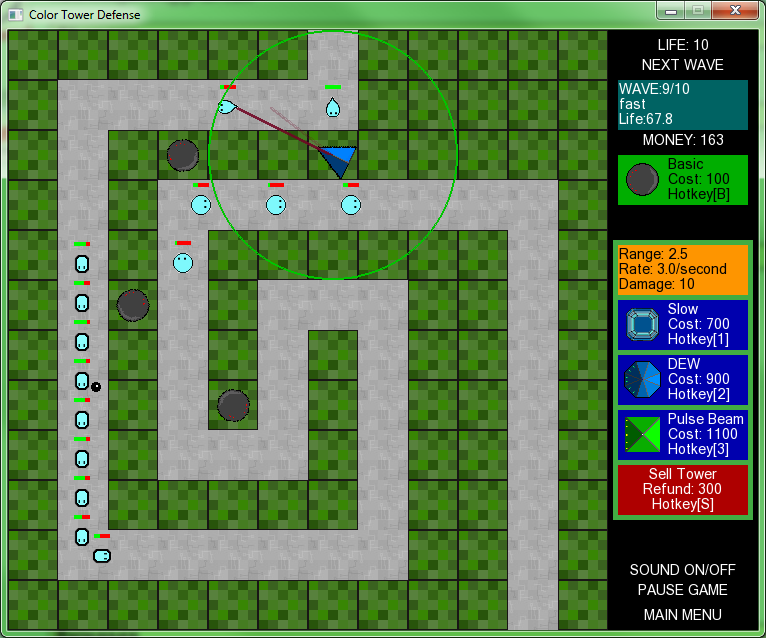 Color Tower Defense
LIFE: 10
NEXT WAVE
WAVE:9/10
fast
Life:67.8
MONEY: 163
Basic
Cost: 100
Hotkey[B]
Range: 2.5
Rate: 3.0/second
Damage: 10
Slow
Cost: 700
Hotkey[1]
DEW
Cost: 900
Hotkey[2]
Pulse Beam
Cost: 1100
Hotkey[3]
Sell Tower
Refund: 300
Hotkey[S]
SOUND ON/OFF
PAUSE GAME
MAIN MENU